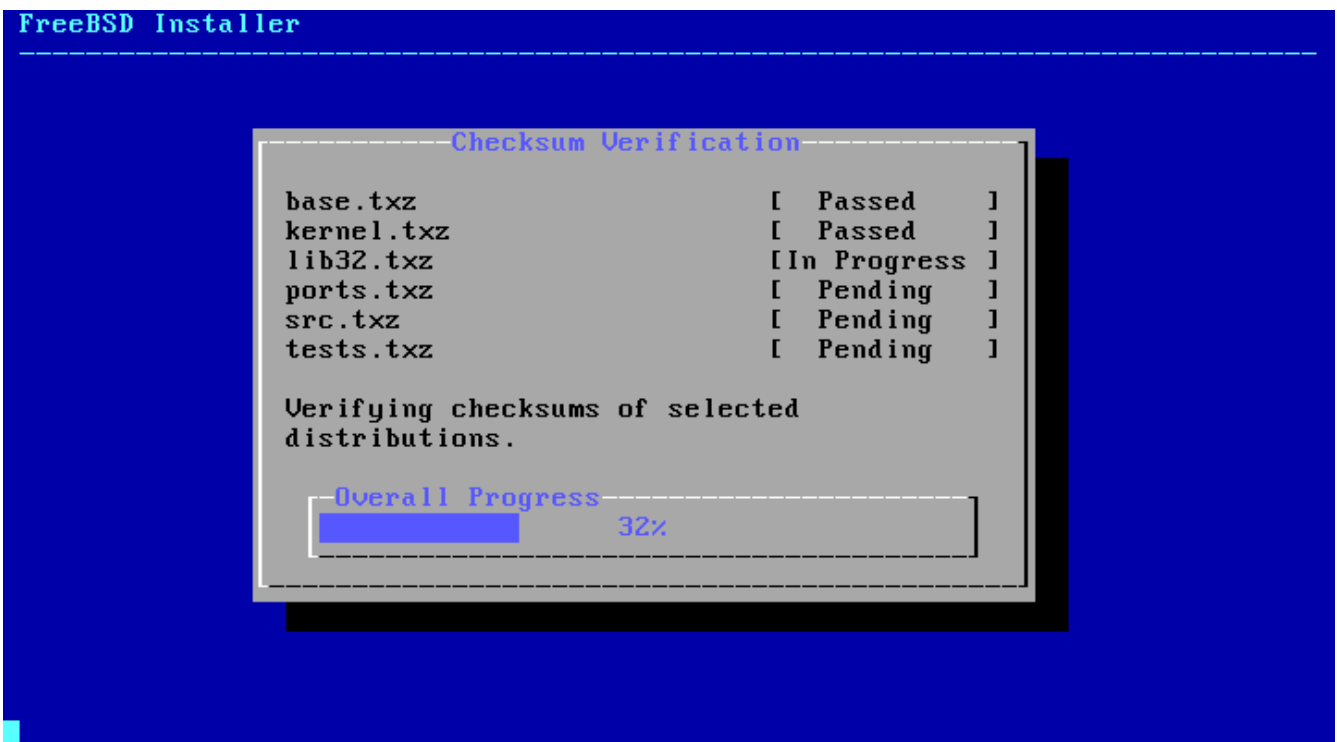 FreeBSD Installer
Checksum Verification
base.txz [ Passed ]
kernel.txz [ Passed ]
lib32.txz [In Progress ]
ports.txz [ Pending ]
src.txz [ Pending ]
tests.txz [ Pending ]
Verifying checksums of selected
distributions.
Overall Progress
32%